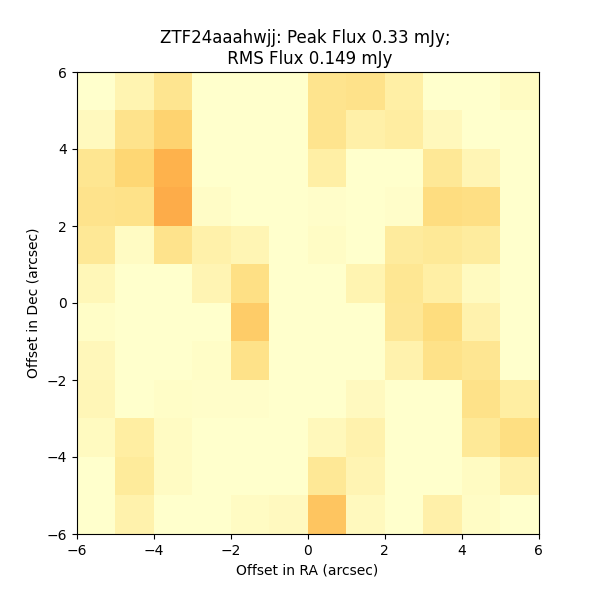 ZTF24aaahwjj: Peak Flux 0.33 mJy;
RMS Flux 0.149 mJy
6
4
2
0
−2
−4
−6
Offset in Dec (arcsec)
−6 −4 −2 0 2 4 6
Offset in RA (arcsec)